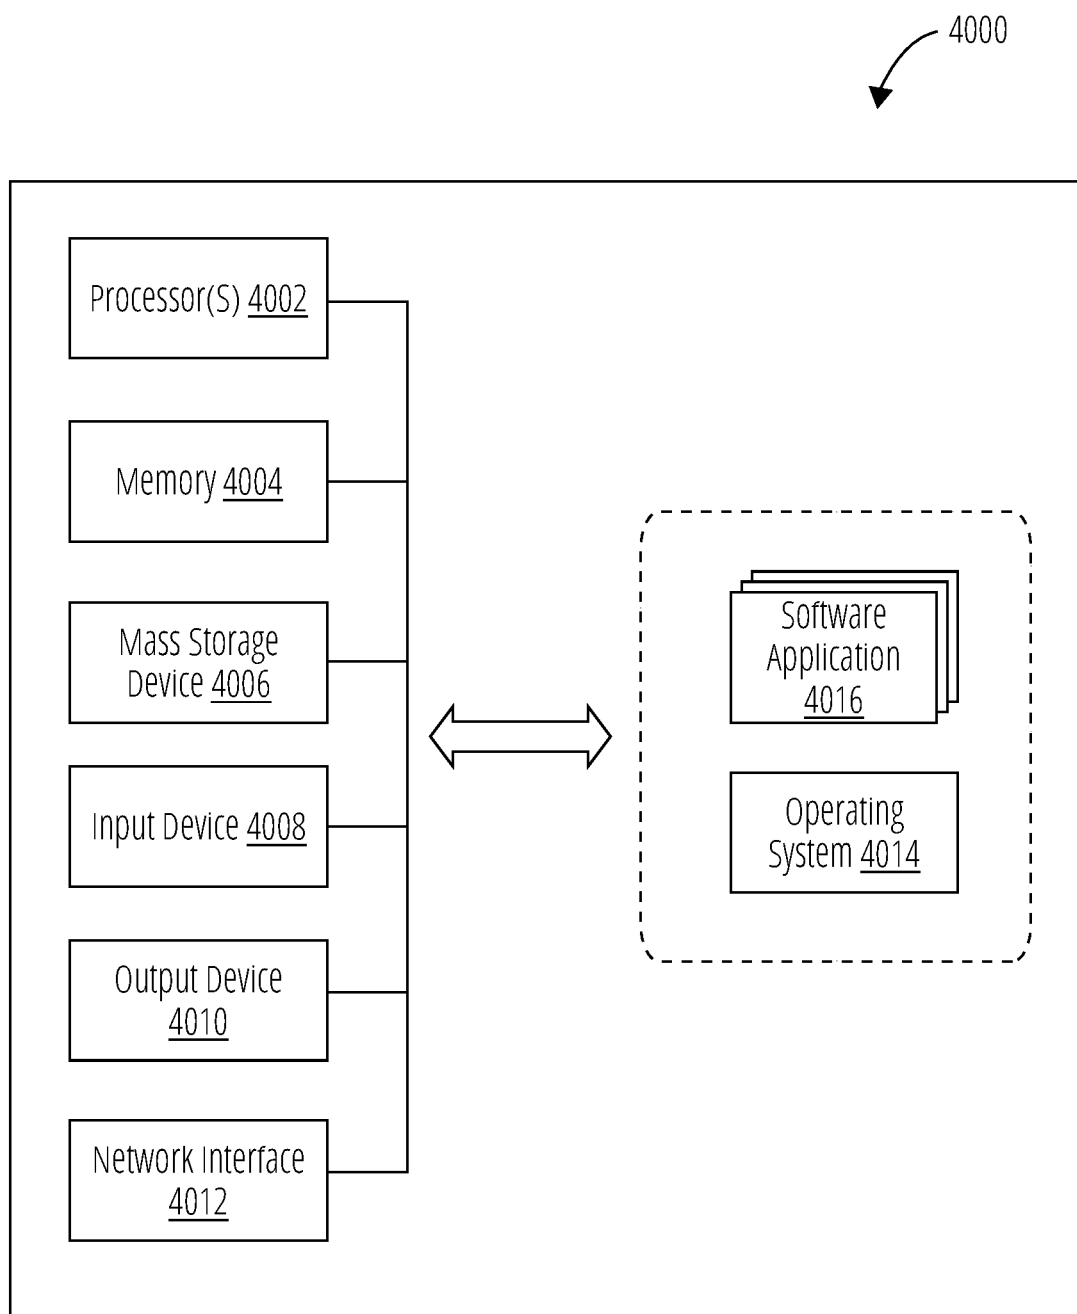 4000
Processor(S) 4002
Memory 4004
Mass Storage
Device 4006
Input Device 4008
Output Device
4010
Network Interface
4012
Software
Application
4016
Operating
System 4014